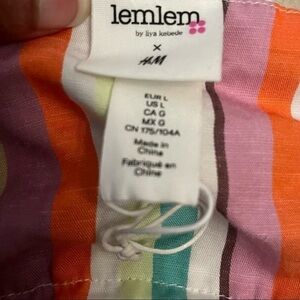 lemlem
by liya kebede
×
H&M
EUR L
US L
CA G
MX G
CN 175/104A
Made in
China
Fabriqué en
Chine